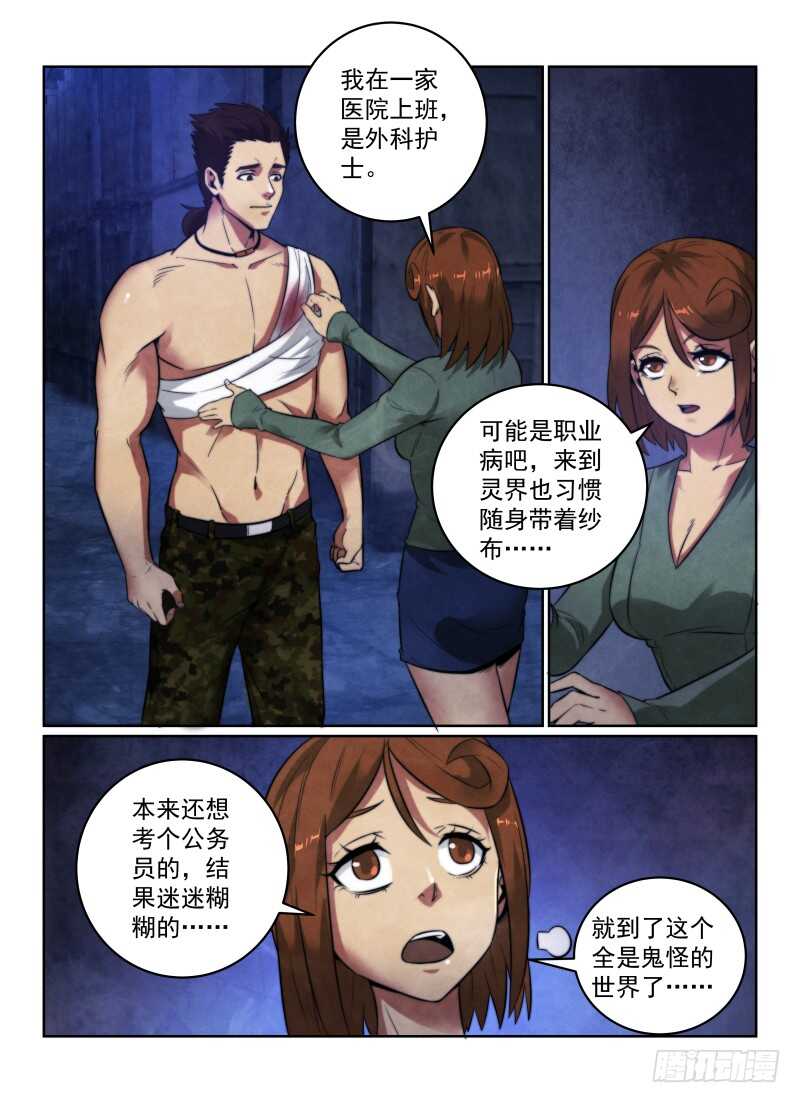 我在一家
医院上班，
是外科护
士。
可能是职业
病吧，来到
灵界也习惯
随身带着纱
布……
本来还想
考个公务
员的，结
果迷迷糊
糊的……
就到了这个
全是鬼怪的
世界了……
腾讯动漫